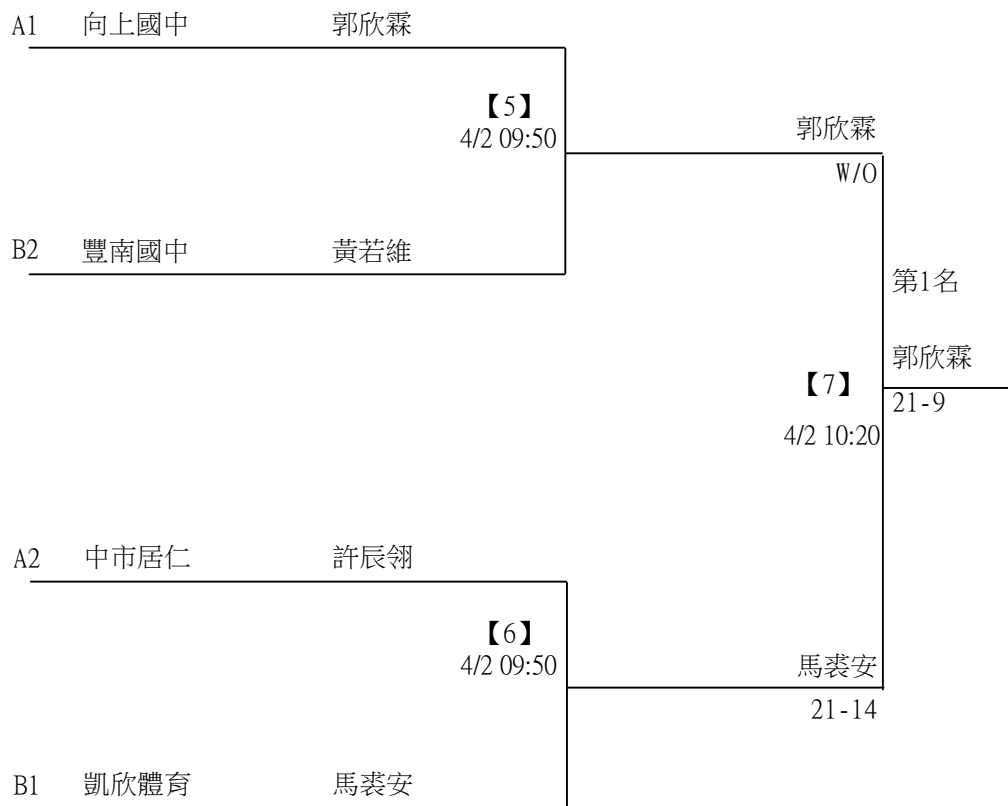 A1 向上國中 郭欣霖
【5】
4/2 09:50
郭欣霖
W/O
B2 豐南國中 黃若維
第1名
郭欣霖
【7】
21-9
4/2 10:20
A2 中市居仁 許辰翎
【6】
4/2 09:50
馬裘安
21-14
B1 凱欣體育 馬裘安